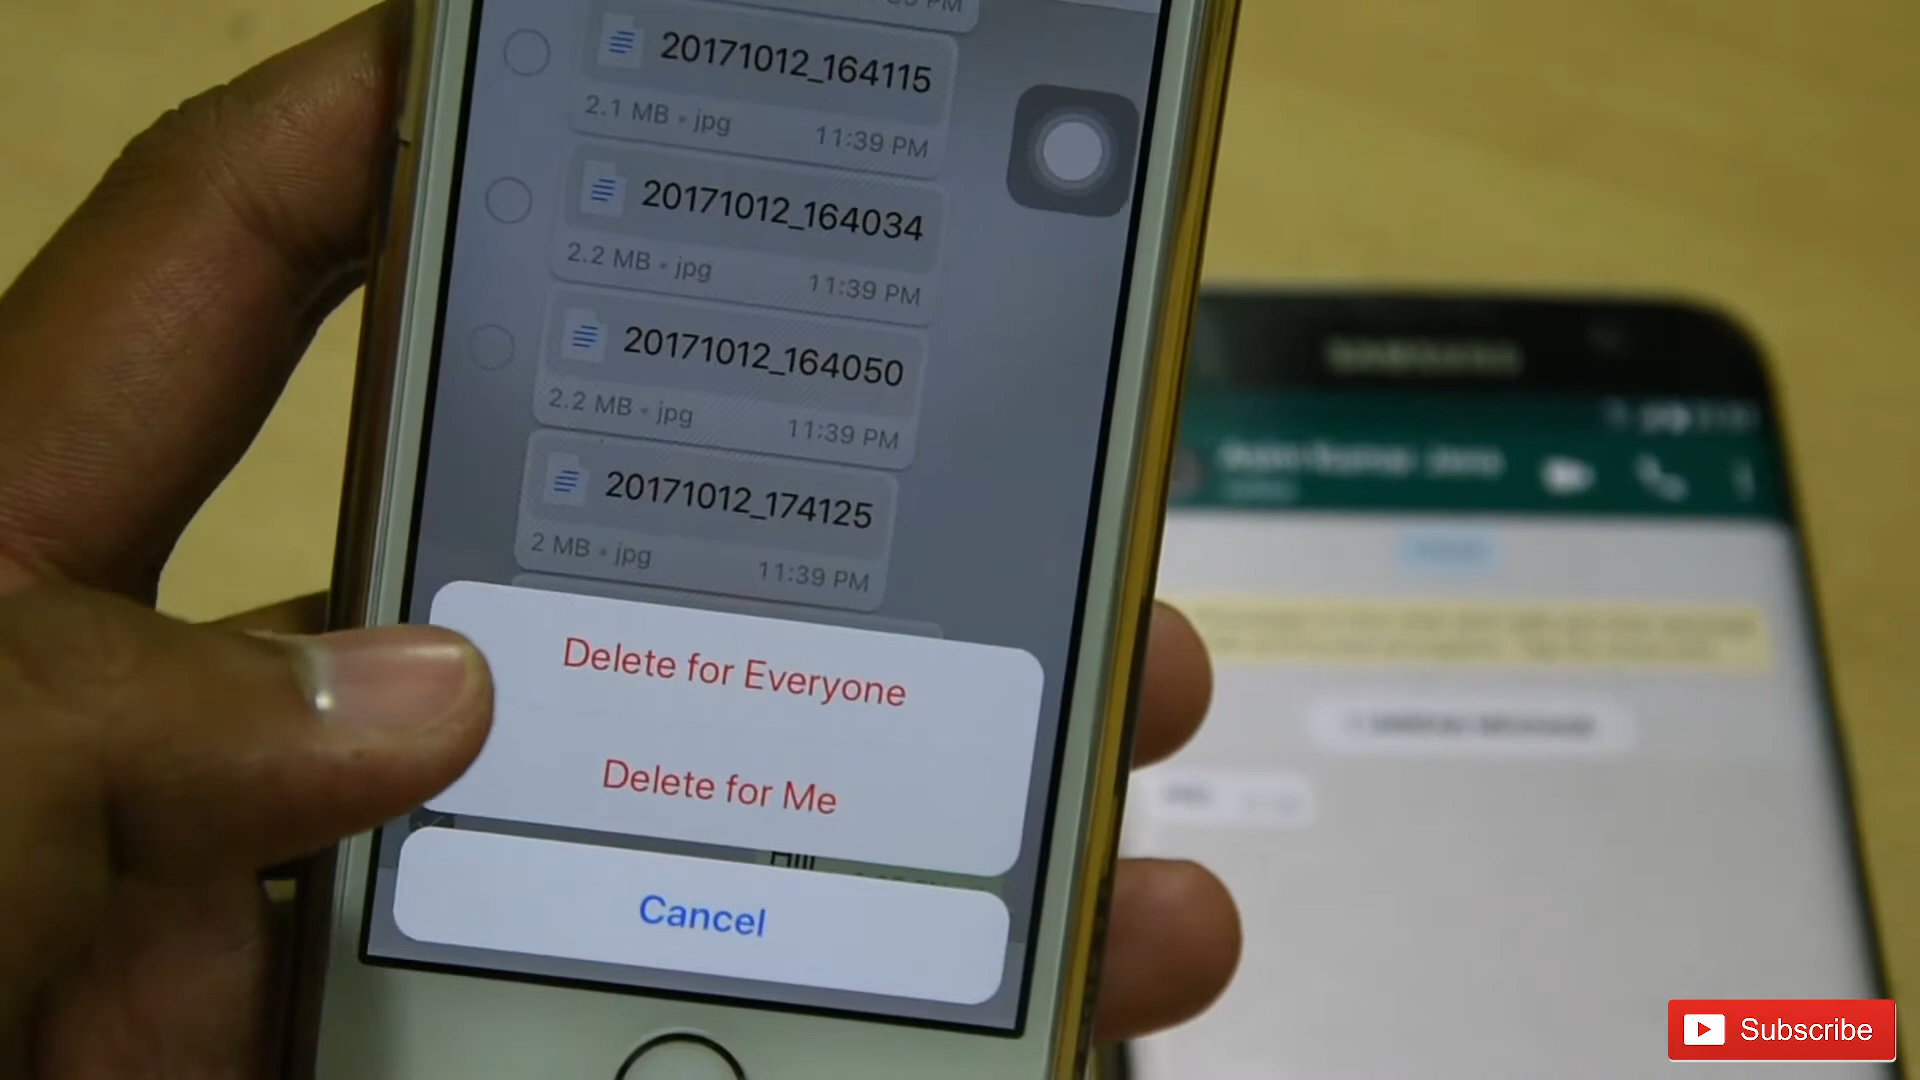 20171012_164115
2.1 MB • jpg 11:39 PM
20171012_164034
2.2 MB • jpg 11:39 PM
20171012_164050
2.2 MB • jpg 11:39 PM
20171012_174125
2 MB • jpg 11:39 PM
Delete for Everyone
Delete for Me
Cancel
SAMSUNG
Subscribe